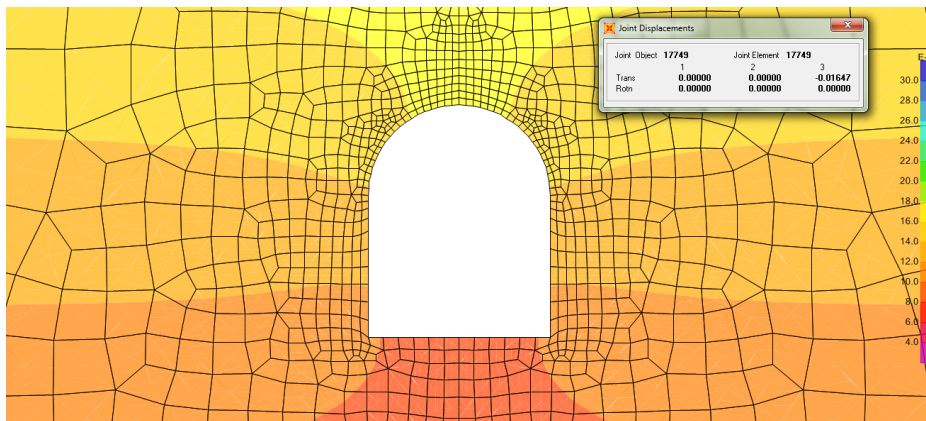 Joint Displacements
Joint Object 17749 Joint Element 17749
1 2 3
Trans 0.00000 0.00000 -0.01647
Rotn 0.00000 0.00000 0.00000
30.0
28.0
26.0
24.0
22.0
20.0
18.0
16.0
14.0
12.0
10.0
8.0
6.0
4.0